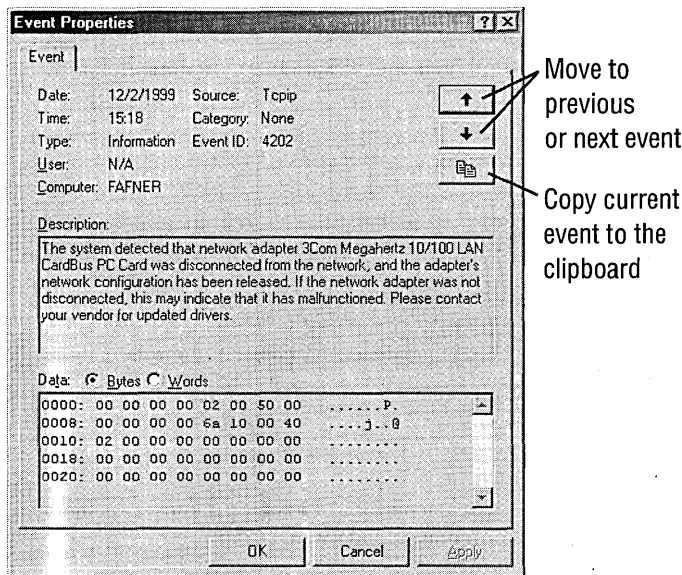 Event Properties
Event
Date: 12/2/1999 Source: Tcpip
Time: 15:18 Category: None
Type: Information Event ID: 4202
User: N/A
Computer: FAFNER
Description:
The system detected that network adapter 3Com Megahertz 10/100 LAN
CardBus PC Card was disconnected from the network, and the adapter's
network configuration has been released. If the network adapter was not
disconnected, this may indicate that it has malfunctioned. Please contact
your vendor for updated drivers.
Data: Bytes Words
0000: 00 00 00 00 02 00 50 00 ......P.
0008: 00 00 00 00 6a 10 00 40 ....j..@
0010: 02 00 00 00 00 00 00 00 ........
0018: 00 00 00 00 00 00 00 00 ........
0020: 00 00 00 00 00 00 00 00 ........
OK Cancel Apply
Move to
previous
or next event
Copy current
event to the
clipboard